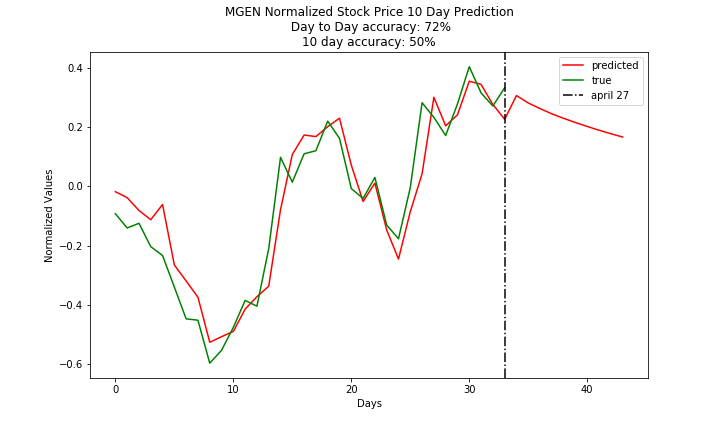 MGEN Normalized Stock Price 10 Day Prediction
Day to Day accuracy: 72%
10 day accuracy: 50%
predicted
true
april 27
Normalized Values
0.4
0.2
0.0
−0.2
−0.4
−0.6
0
10
20
30
40
Days